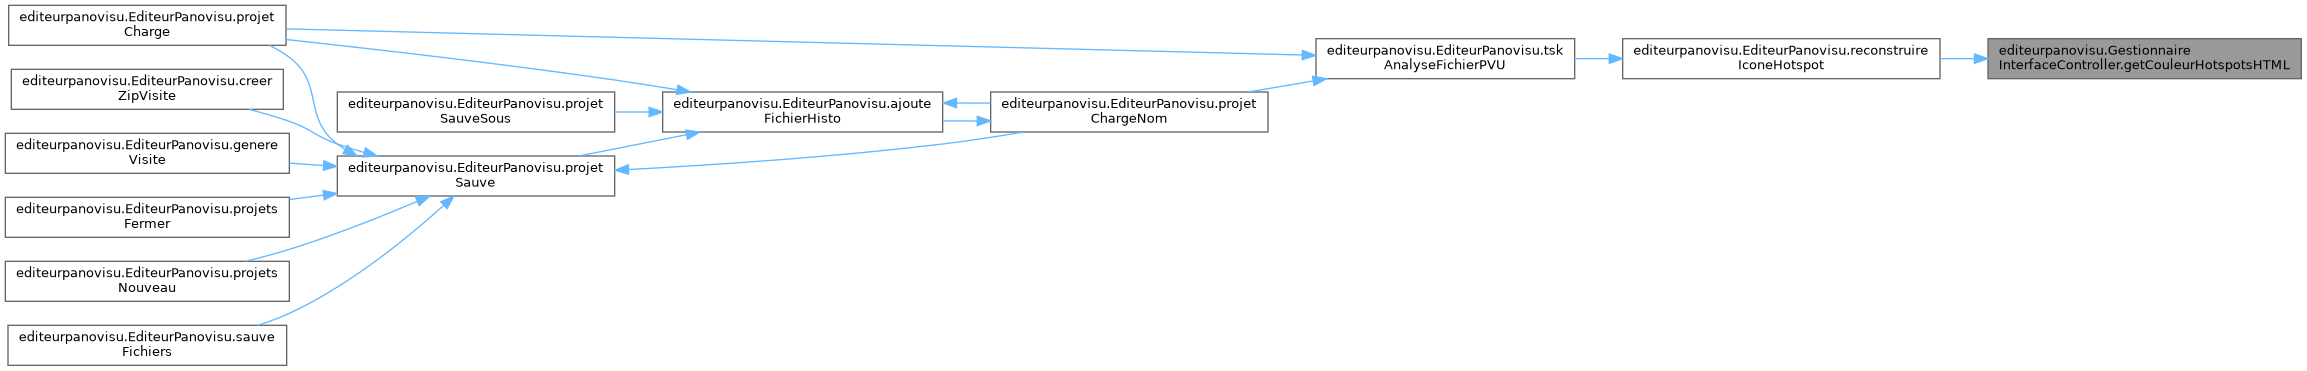 editeurpanovisu.EditeurPanovisu.projet
Charge
editeurpanovisu.EditeurPanovisu.creer
ZipVisite
editeurpanovisu.EditeurPanovisu.genere
Visite
editeurpanovisu.EditeurPanovisu.projets
Fermer
editeurpanovisu.EditeurPanovisu.projets
Nouveau
editeurpanovisu.EditeurPanovisu.sauve
Fichiers
editeurpanovisu.EditeurPanovisu.projet
SauveSous
editeurpanovisu.EditeurPanovisu.projet
Sauve
editeurpanovisu.EditeurPanovisu.ajoute
FichierHisto
editeurpanovisu.EditeurPanovisu.projet
ChargeNom
editeurpanovisu.EditeurPanovisu.tsk
AnalyseFichierPVU
editeurpanovisu.EditeurPanovisu.reconstruire
IconeHotspot
editeurpanovisu.Gestionnaire
InterfaceController.getCouleurHotspotsHTML